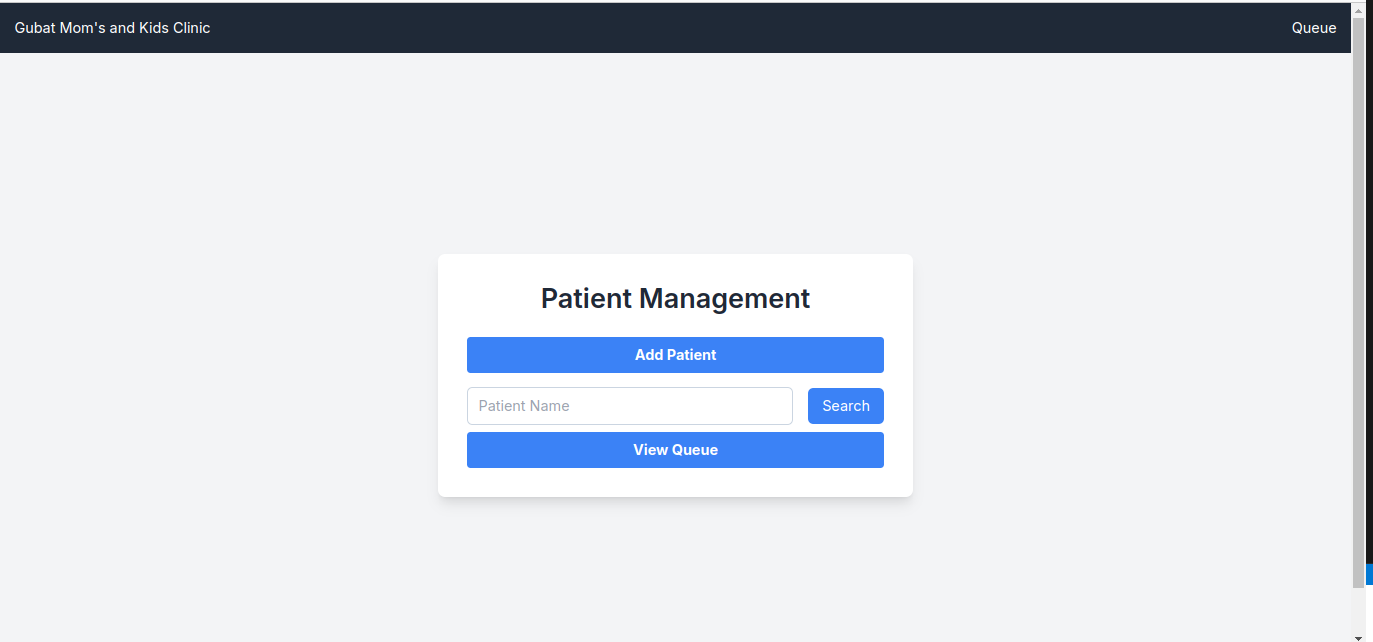 Gubat Mom's and Kids Clinic
Queue
Patient Management
Add Patient
Patient Name
Search
View Queue